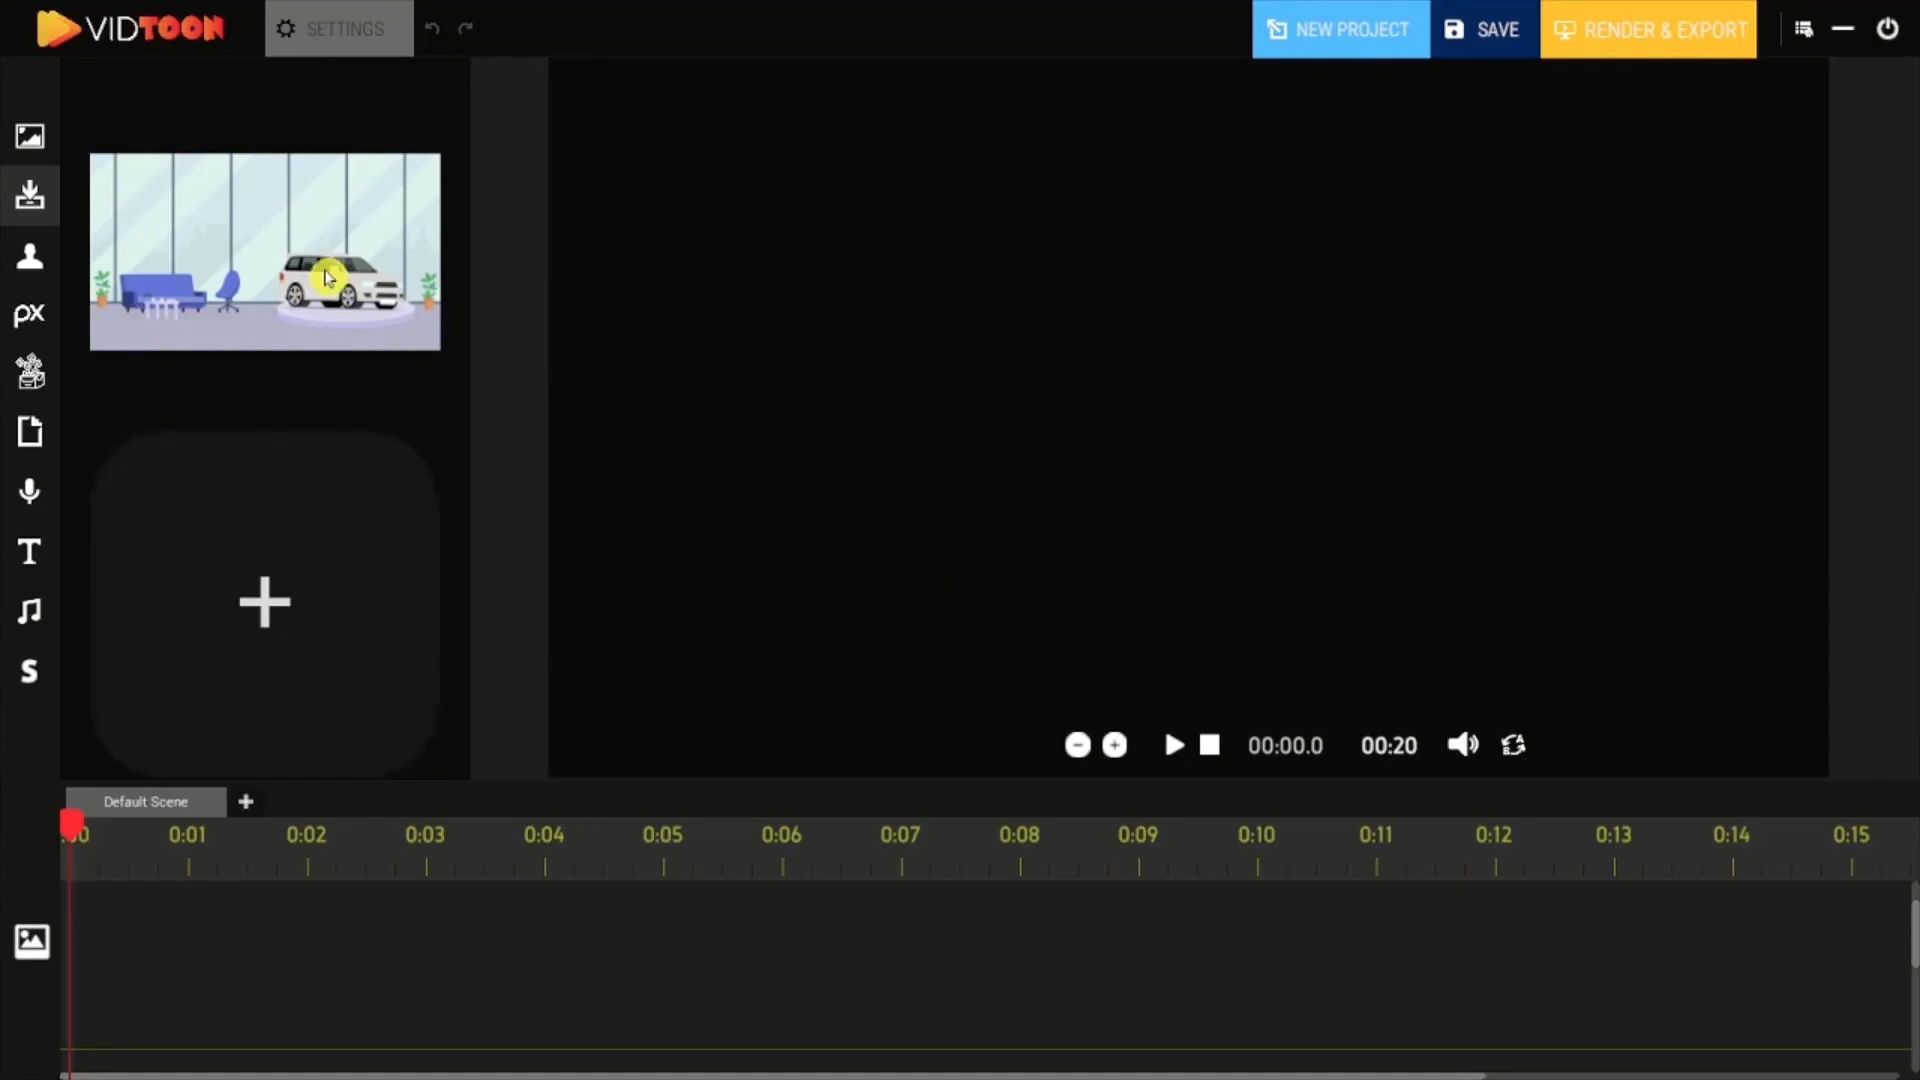 VIDTOON
SETTINGS
NEW PROJECT
SAVE
RENDER & EXPORT
px
T
S
00:00.0
00:20
Default Scene
0:01
0:02
0:03
0:04
0:05
0:06
0:07
0:08
0:09
0:10
0:11
0:12
0:13
0:14
0:15